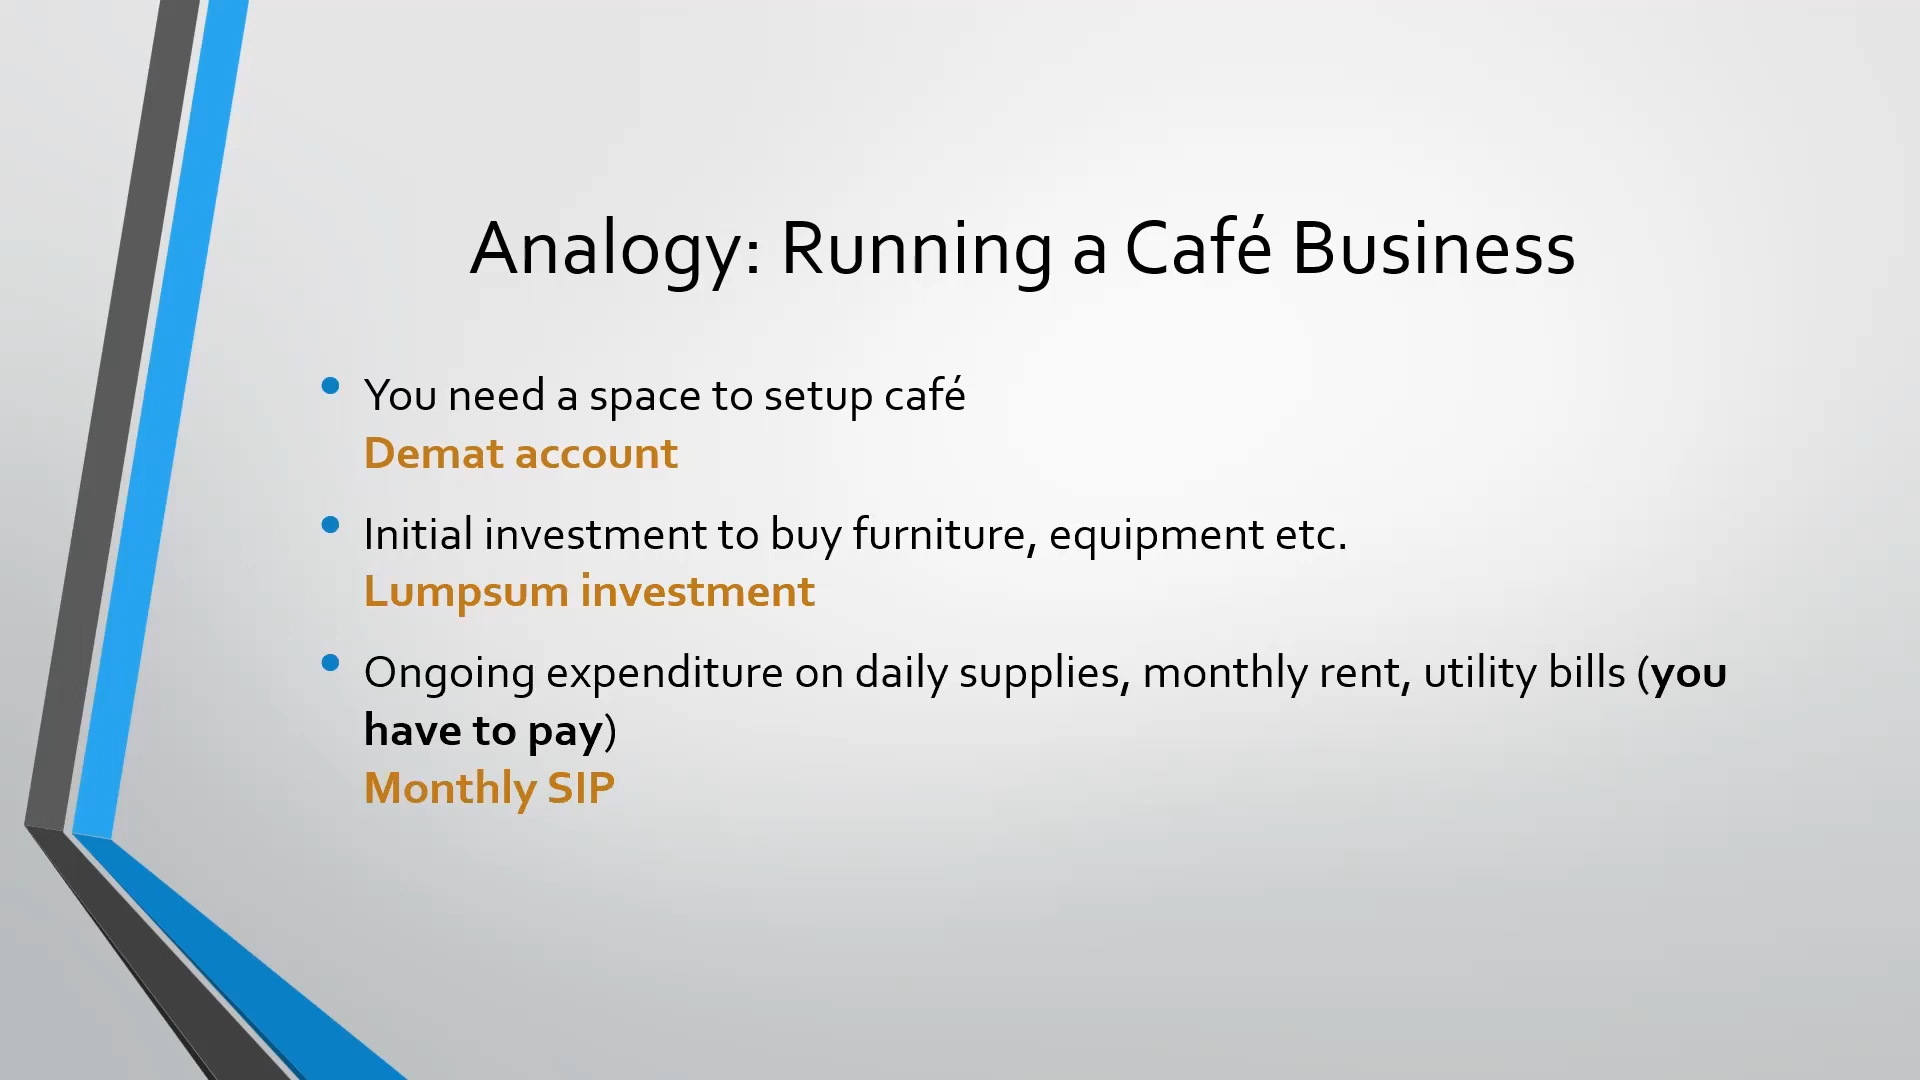 Analogy: Running a Café Business
• You need a space to setup café
Demat account
• Initial investment to buy furniture, equipment etc.
Lumpsum investment
• Ongoing expenditure on daily supplies, monthly rent, utility bills (you
have to pay)
Monthly SIP